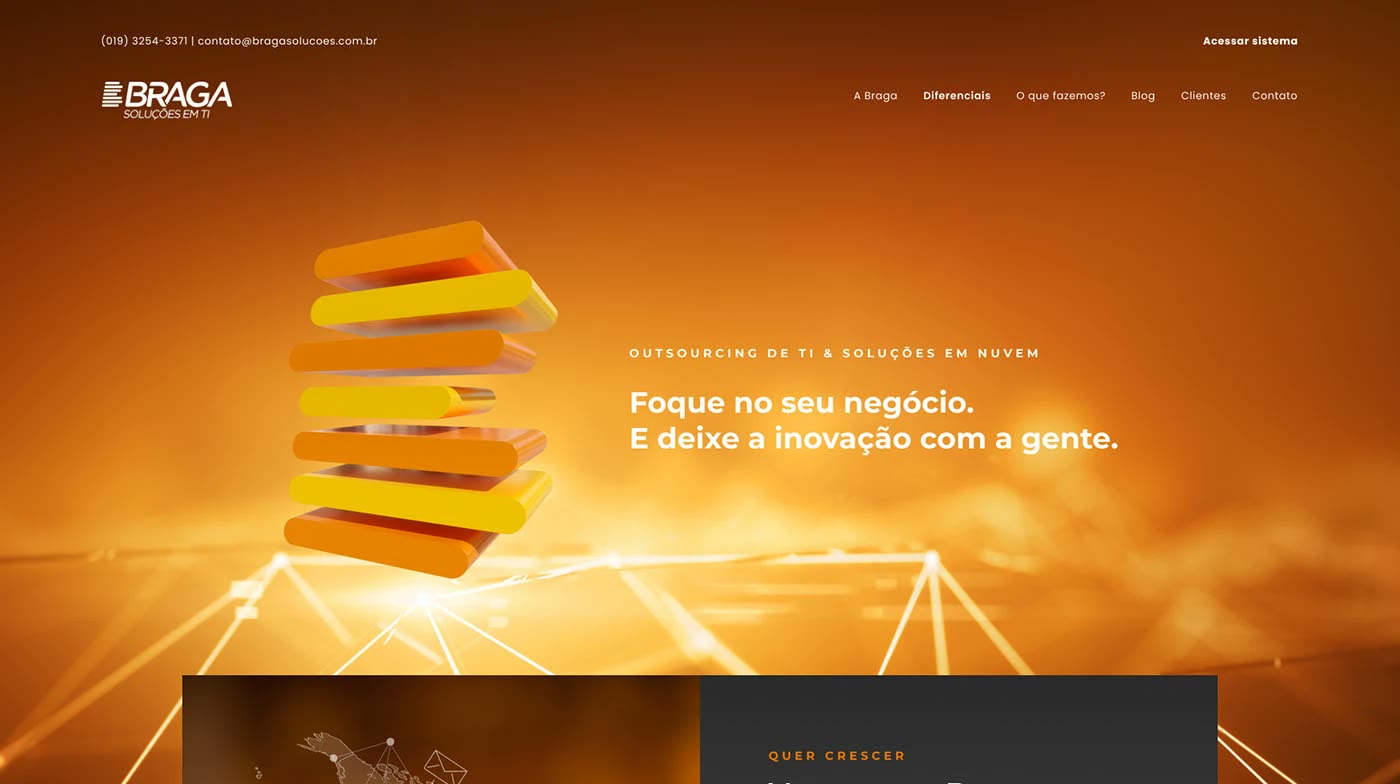 (019) 3254-3371 | contato@bragasolucoes.com.br
Acessar sistema
BRAGA
SOLUÇÕES EM TI
A Braga
Diferenciais
O que fazemos?
Blog
Clientes
Contato
OUTSOURCING DE TI & SOLUÇÕES EM NUVEM
Foque no seu negócio.
E deixe a inovação com a gente.
QUER CRESCER